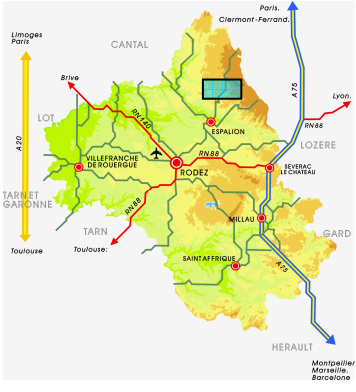 Limoges
Paris
Paris.
Clermont-Ferrand.
CANTAL
Brive
A75
Lyon.
RN88
LOT
RN140
ESPALION
LOZERE
A20
VILLEFRANCHE
DE ROUERGUE
RN88
RODEZ
SEVERAC
LE CHATEAU
TARN ET
GARONNE
RN88
MILLAU
TARN
GARD
Toulouse
Toulouse:
SAINT AFFRIQUE
A75
HERAULT
Montpellier
Marseille.
Barcelone